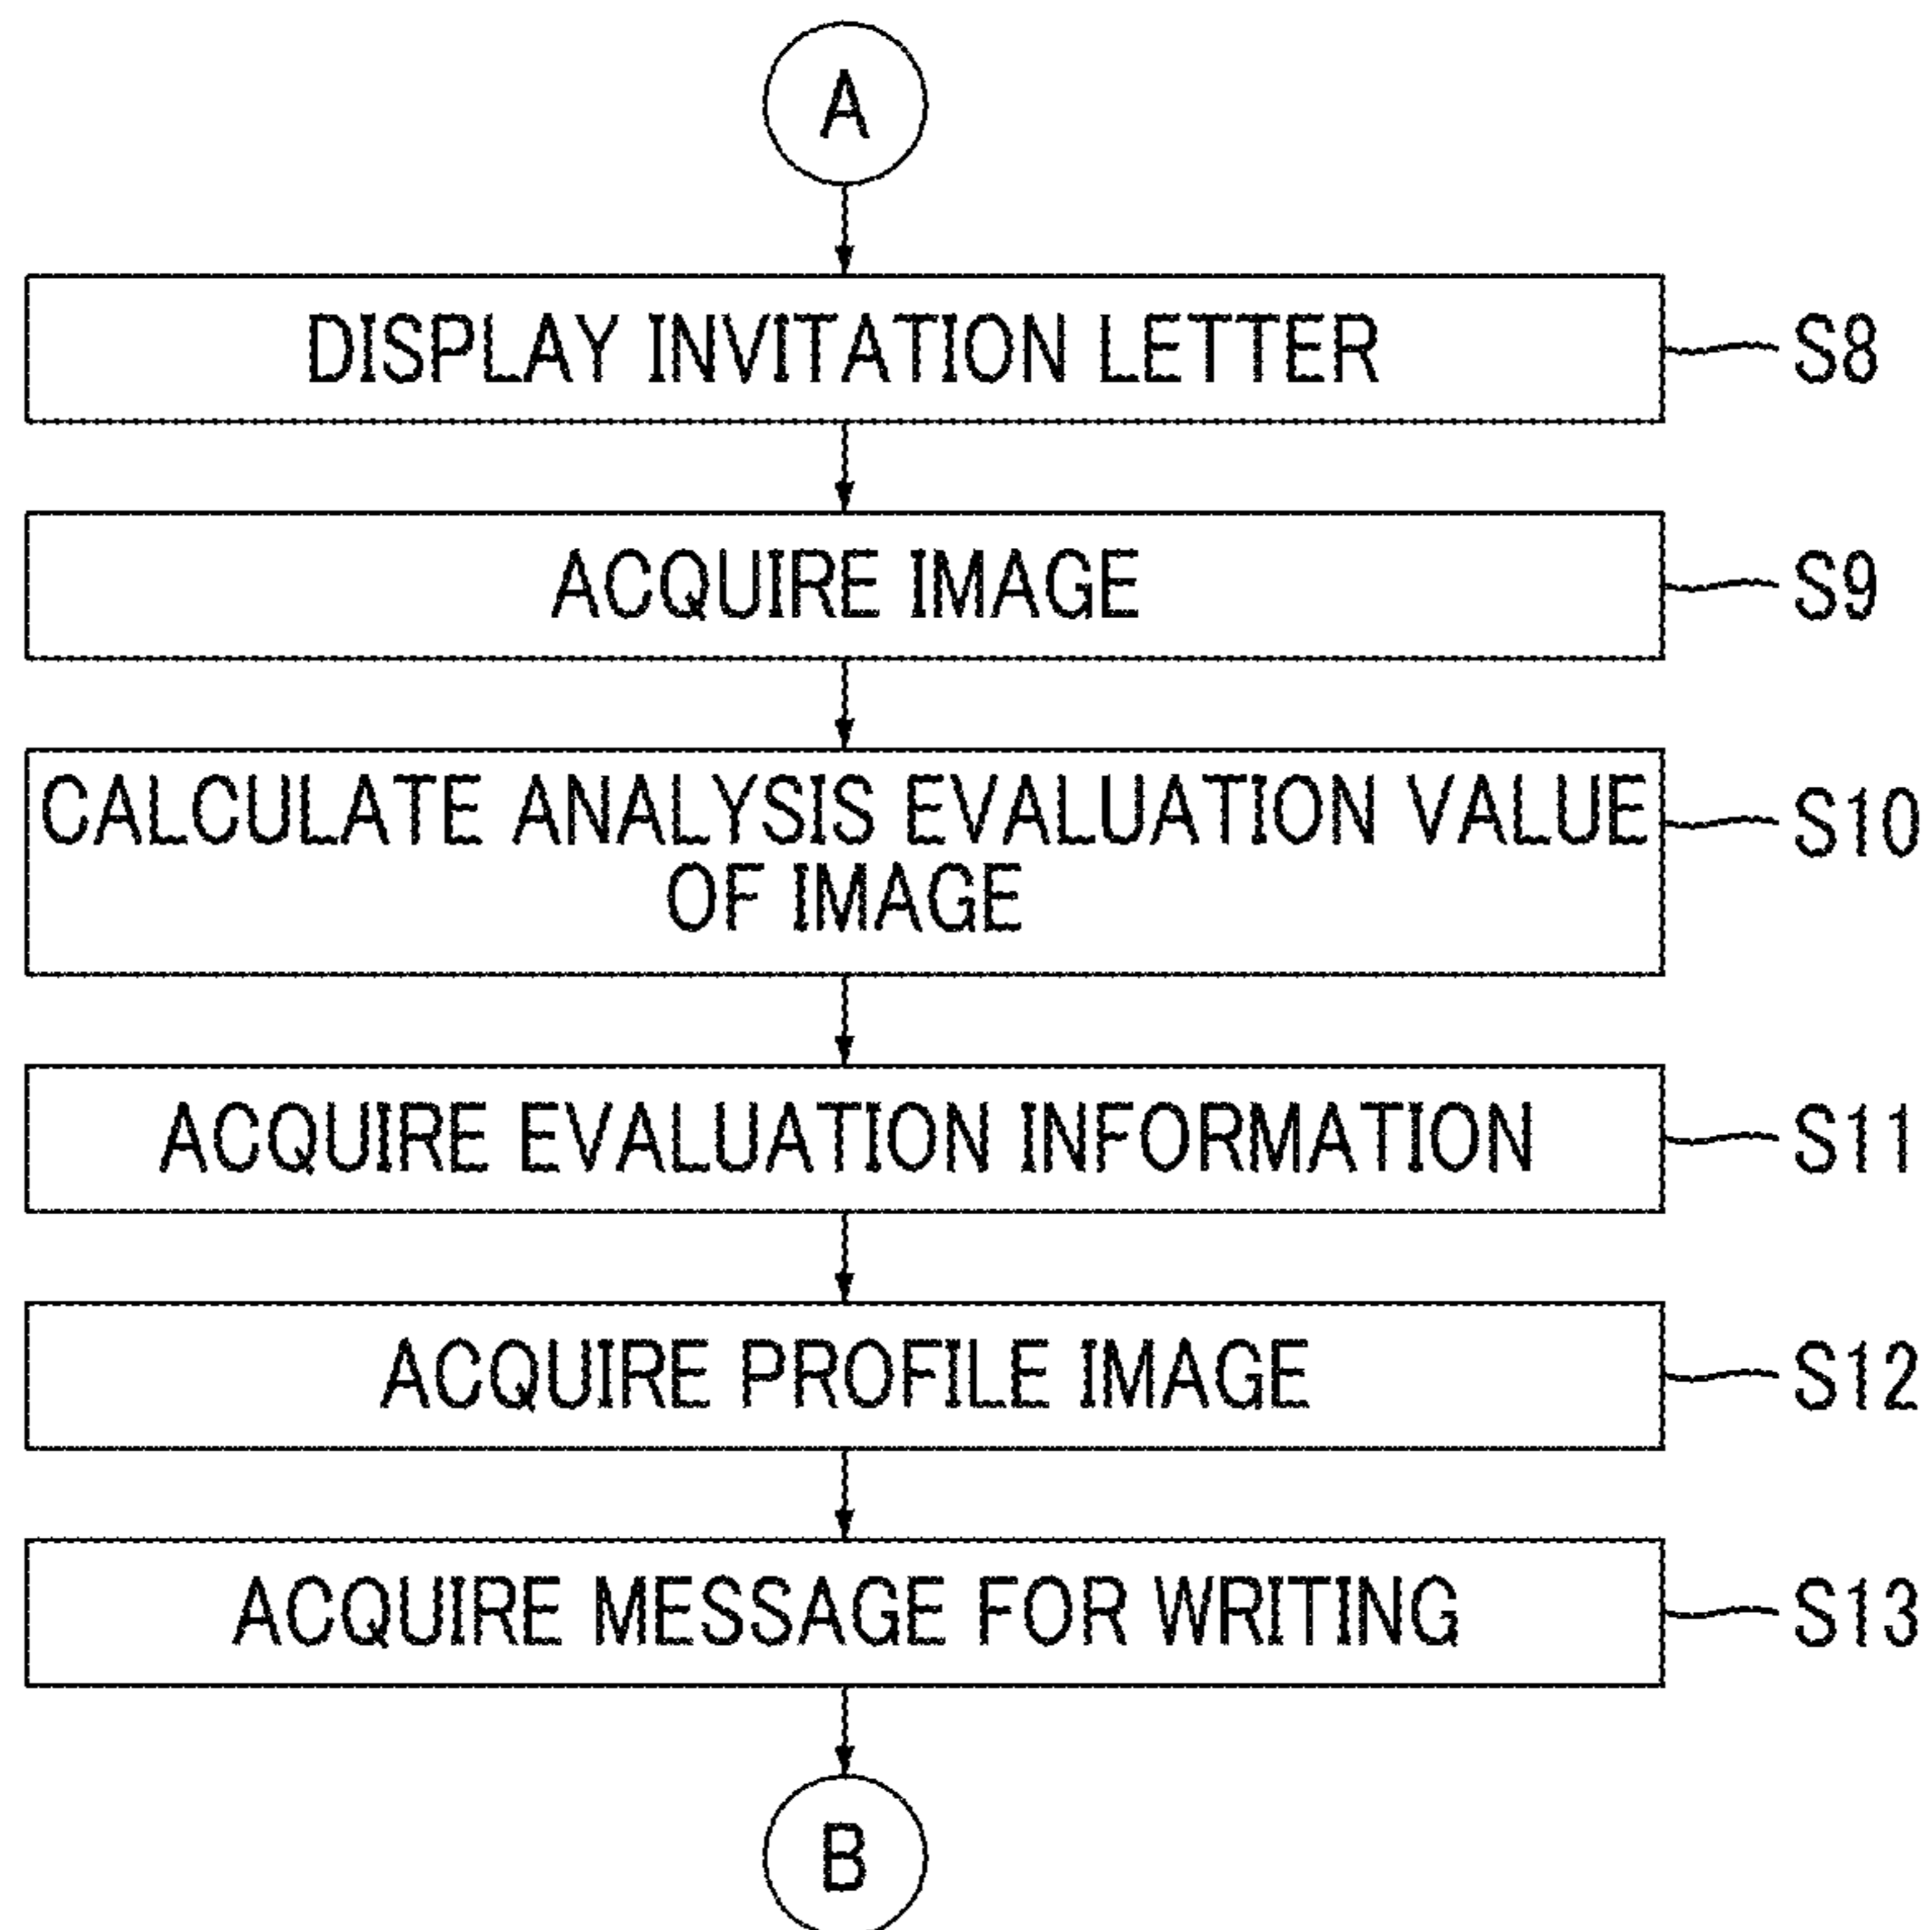 A
DISPLAY INVITATION LETTER S8
ACQUIRE IMAGE S9
CALCULATE ANALYSIS EVALUATION VALUE S10
OF IMAGE
ACQUIRE EVALUATION INFORMATION S11
ACQUIRE PROFILE IMAGE S12
ACQUIRE MESSAGE FOR WRITING S13
B